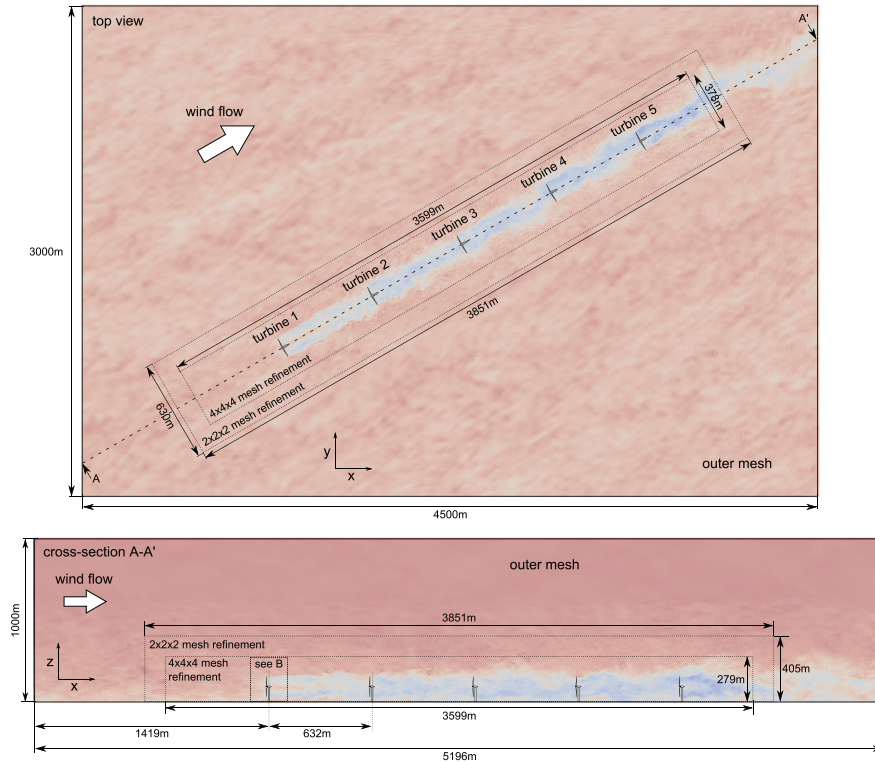 top view
A'
wind flow
378m
turbine 5
turbine 4
3599m
turbine 3
3000m
turbine 2
3851m
turbine 1
4x4x4 mesh refinement
630m
2x2x2 mesh refinement
y
x
outer mesh
A
4500m
cross-section A-A'
outer mesh
wind flow
1000m
3851m
2x2x2 mesh refinement
4x4x4 mesh
refinement
see B
z
x
279m
405m
3599m
1419m
632m
5196m